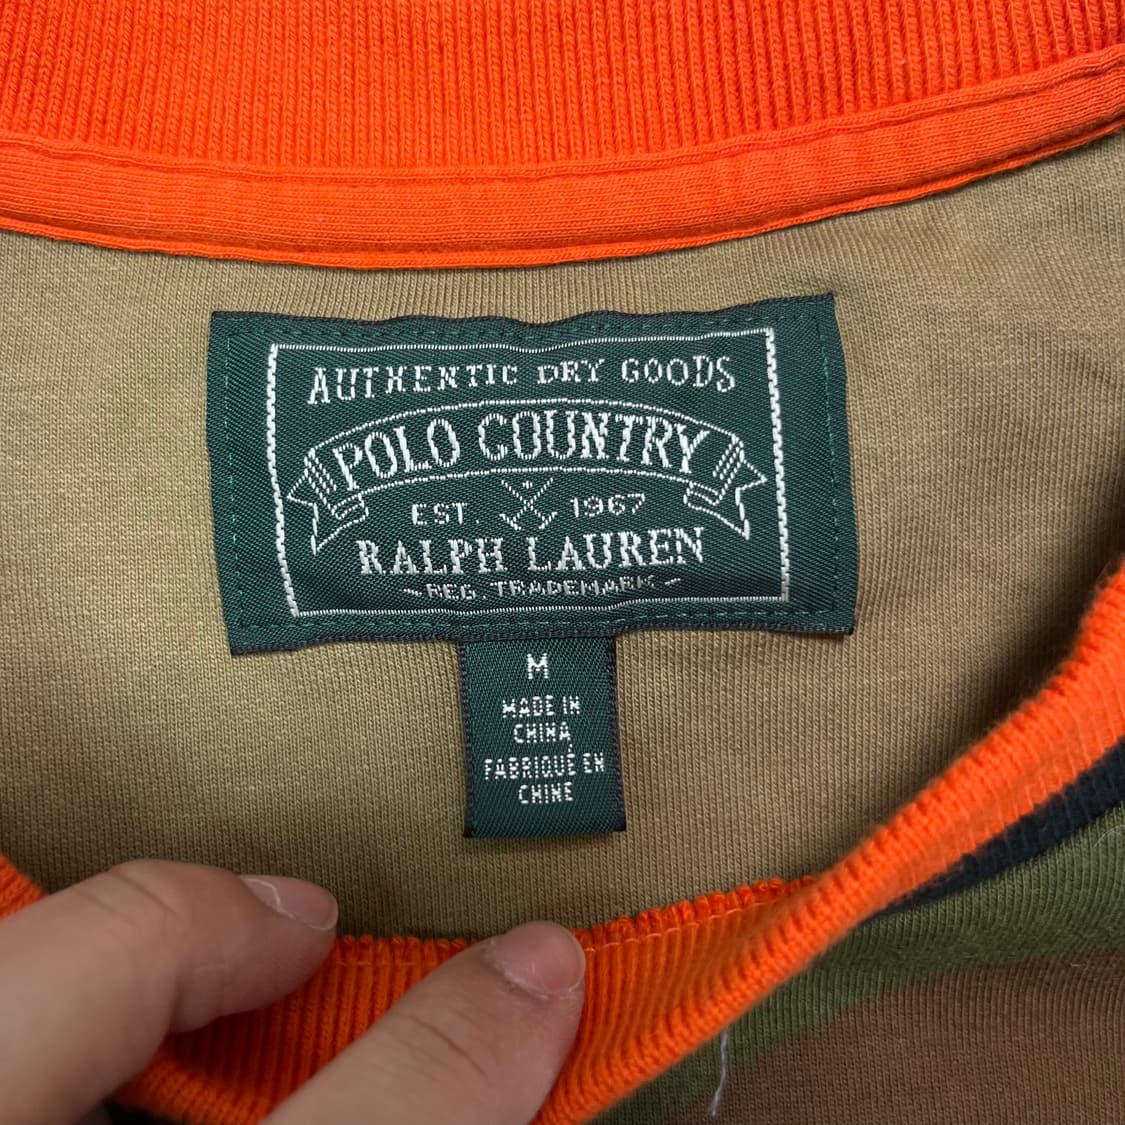 AUTHENTIC DRY GOODS
POLO COUNTRY
EST. 1967
RALPH LAUREN
-REG. TRADEMARK-
M
MADE IN
CHINA
FABRIQUÉ EN
CHINE